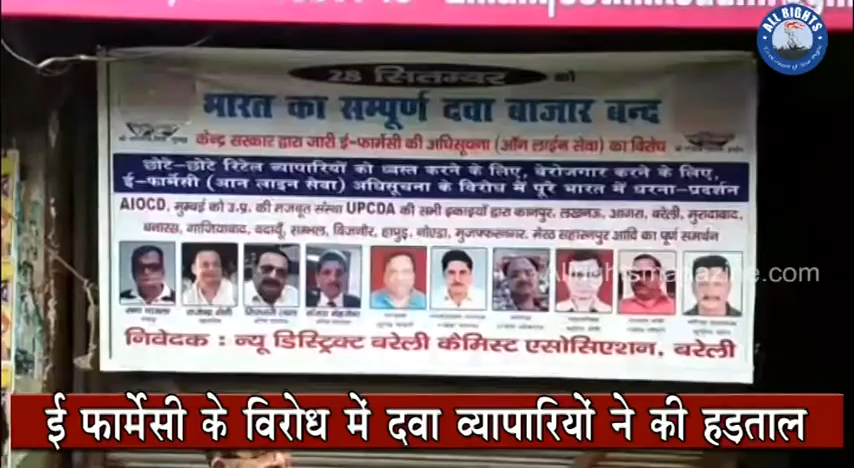 ALL RIGHTS
28 सितम्बर को
भारत का सम्पूर्ण दवा बाजार बन्द
केन्द्र सरकार द्वारा जारी ई-फार्मेसी की अधिसूचना (ऑन लाईन सेवा) का विरोध
छोटे-छोटे रिटेल व्यापारियों को ध्वस्त करने के लिए, बेरोजगार करने के लिए,
ई-फार्मेसी (आन लाइन सेवा) अधिसूचना के विरोध में पूरे भारत में धरना-प्रदर्शन
AIOCD, मुम्बई को उ.प्र. की मजबूत संस्था UPCDA की सभी इकाइयों द्वारा कानपुर, लखनऊ, आगरा, बरेली, मुरादाबाद,
बनारस, गाजियाबाद, बदायूँ, सम्भल, बिजनौर, हापुड़, नोएडा, मुजफ्फरनगर, मेरठ सहारनपुर आदि का पूर्ण समर्थन
Allrightsmagazine.com
निवेदक : न्यू डिस्ट्रिक्ट बरेली कैमिस्ट एसोसिएशन, बरेली
ई फार्मेसी के विरोध में दवा व्यापारियों ने की हड़ताल